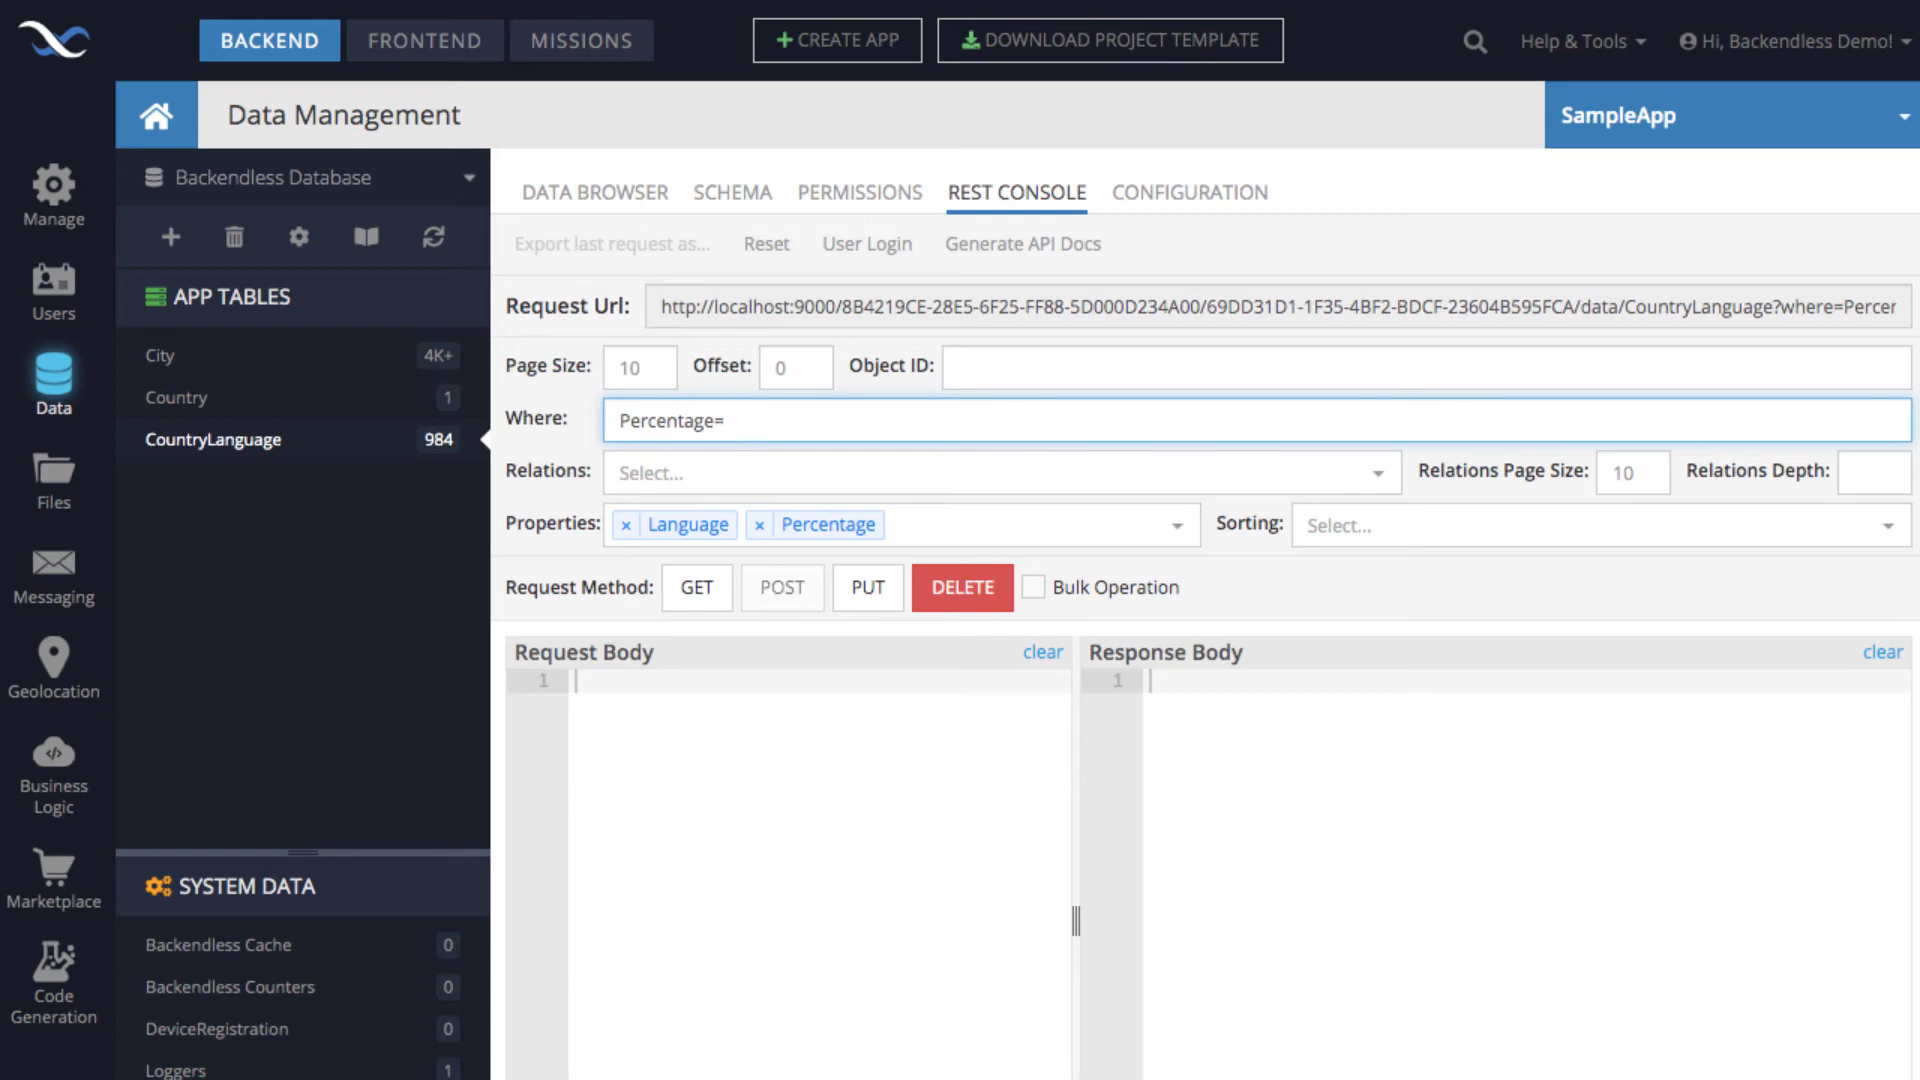 BACKEND FRONTEND MISSIONS + CREATE APP DOWNLOAD PROJECT TEMPLATE Help & Tools Hi, Backendless Demo!
Data Management SampleApp
Manage
Users
Data
Files
Messaging
Geolocation
Business
Logic
Marketplace
Code
Generation
Backendless Database
APP TABLES
City 4K+
Country 1
CountryLanguage 984
SYSTEM DATA
Backendless Cache 0
Backendless Counters 0
DeviceRegistration 0
Loggers 1
DATA BROWSER SCHEMA PERMISSIONS REST CONSOLE CONFIGURATION
Export last request as... Reset User Login Generate API Docs
Request Url: http://localhost:9000/8B4219CE-28E5-6F25-FF88-5D000D234A00/69DD31D1-1F35-4BF2-BDCF-23604B595FCA/data/CountryLanguage?where=Percer
Page Size: 10 Offset: 0 Object ID:
Where: Percentage=
Relations: Select... Relations Page Size: 10 Relations Depth:
Properties: × Language × Percentage Sorting: Select...
Request Method: GET POST PUT DELETE Bulk Operation
Request Body clear
1
Response Body clear
1